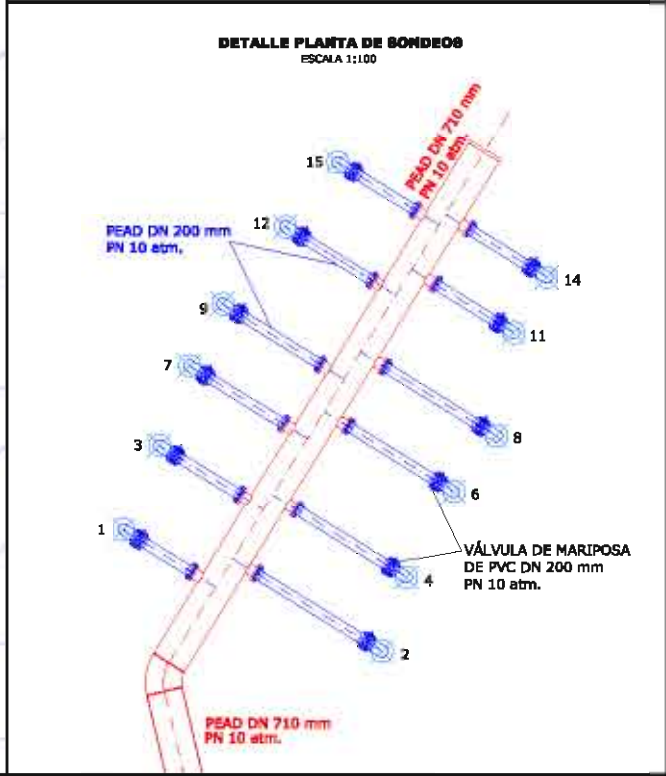 DETALLE PLANTA DE SONDEOS
ESCALA 1:100
PEAD DN 710 mm
PN 10 atm.
15
12
PEAD DN 200 mm
PN 10 atm.
14
9
11
7
8
3
6
1
VÁLVULA DE MARIPOSA
DE PVC DN 200 mm
PN 10 atm.
4
2
PEAD DN 710 mm
PN 10 atm.